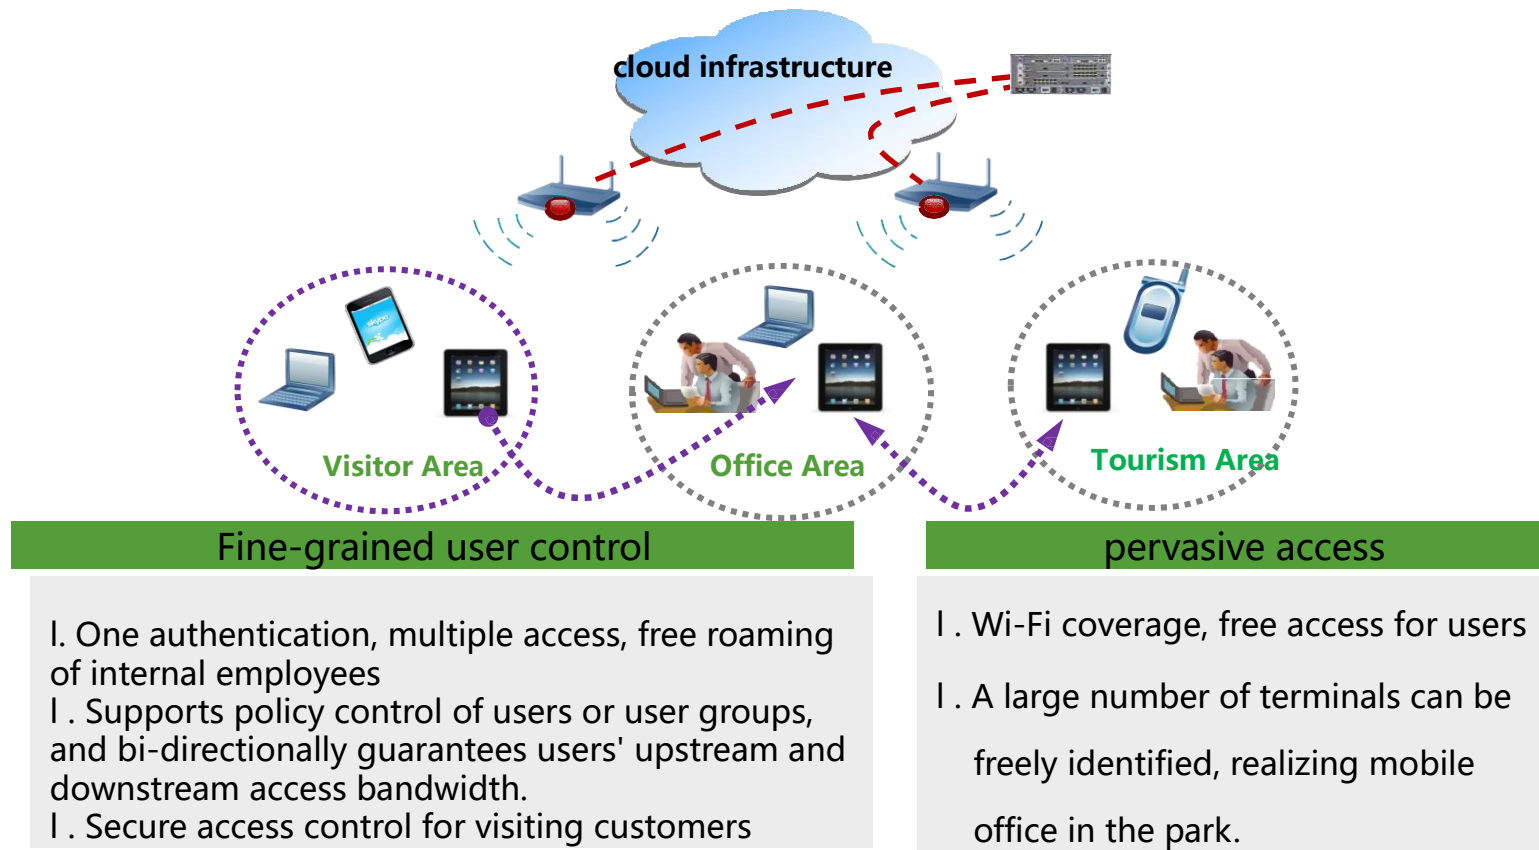 cloud infrastructure
skype
Visitor Area
Office Area
Tourism Area
Fine-grained user control
pervasive access
l. One authentication, multiple access, free roaming
of internal employees
l . Supports policy control of users or user groups,
and bi-directionally guarantees users' upstream and
downstream access bandwidth.
l . Secure access control for visiting customers
l . Wi-Fi coverage, free access for users
l . A large number of terminals can be
freely identified, realizing mobile
office in the park.